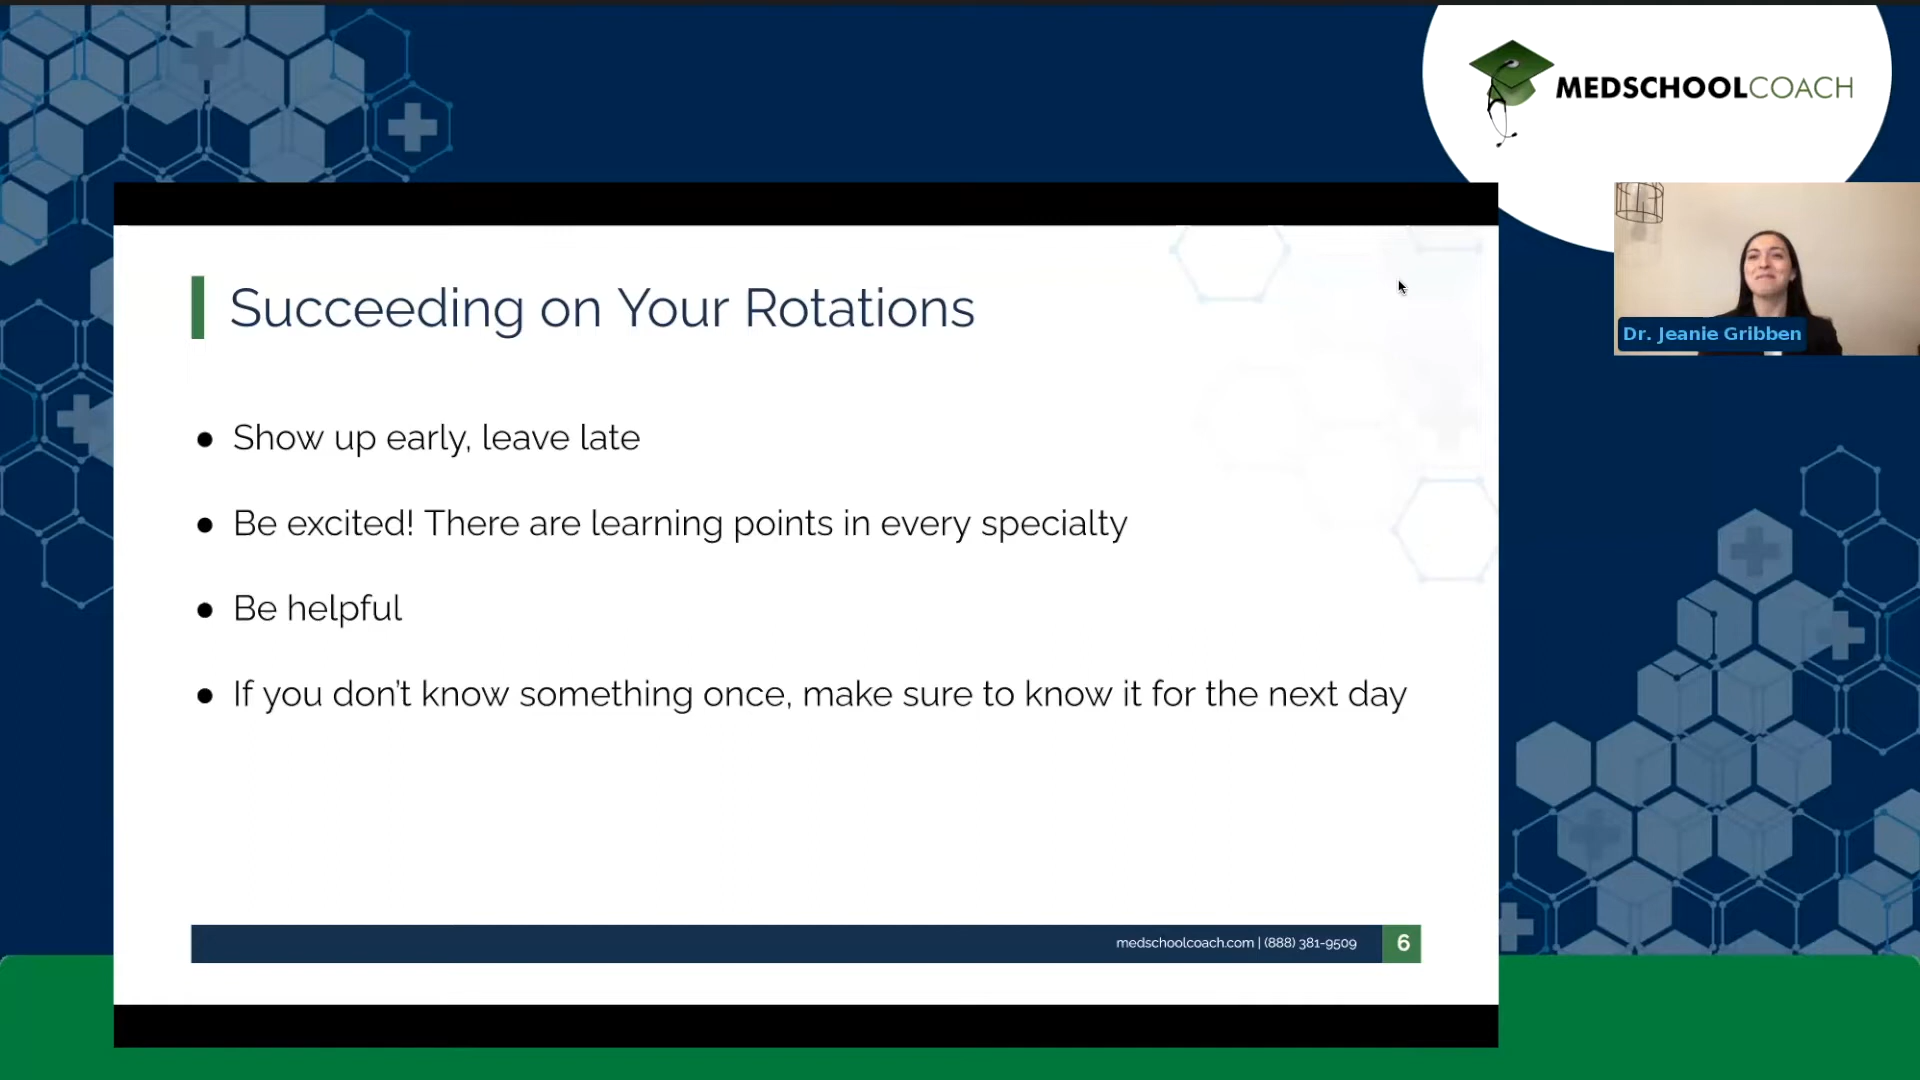 MEDSCHOOLCOACH
Succeeding on Your Rotations
Dr. Jeanie Gribben
● Show up early, leave late
● Be excited! There are learning points in every specialty
● Be helpful
● If you don't know something once, make sure to know it for the next day
medschoolcoach.com | (888) 381-9509
6